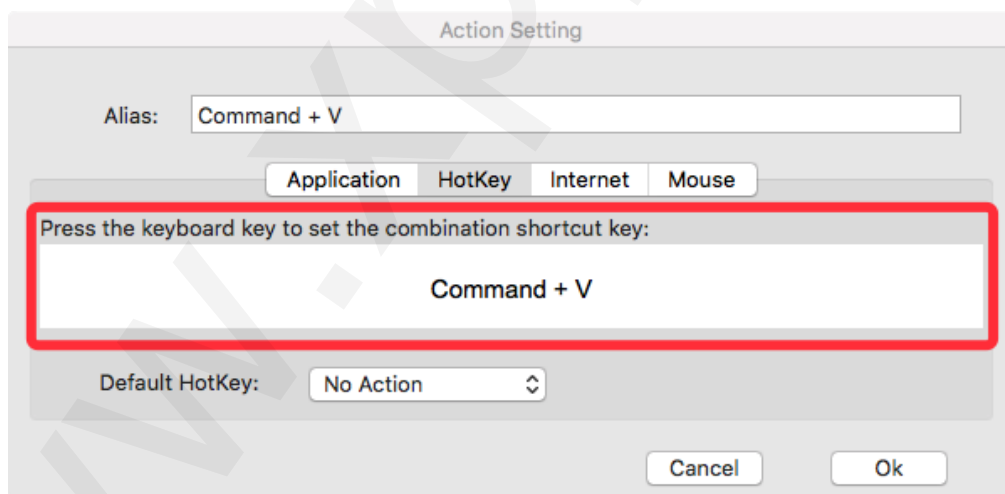 Action Setting
Alias: Command + V
Application HotKey Internet Mouse
Press the keyboard key to set the combination shortcut key:
Command + V
Default HotKey: No Action
Cancel Ok